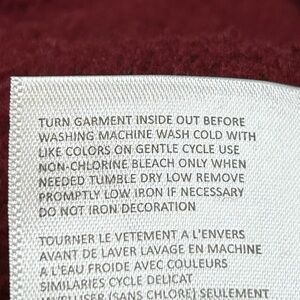 TURN GARMENT INSIDE OUT BEFORE
WASHING MACHINE WASH COLD WITH
LIKE COLORS ON GENTLE CYCLE USE
NON-CHLORINE BLEACH ONLY WHEN
NEEDED TUMBLE DRY LOW REMOVE
PROMPTLY LOW IRON IF NECESSARY
DO NOT IRON DECORATION
TOURNER LE VETEMENT A L'ENVERS
AVANT DE LAVER LAVAGE EN MACHINE
A L'EAU FROIDE AVEC COULEURS
SIMILARIES CYCLE DELICAT
(SANS CHLORE) SEULEMENT